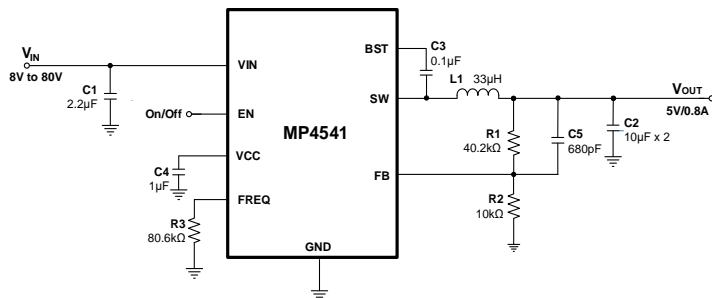 VIN
8V to 80V
C1
2.2µF
On/Off
C4
1µF
R3
80.6kΩ
VIN
EN
VCC
FREQ
MP4541
GND
BST
SW
FB
C3
0.1µF
L1 33µH
R1
40.2kΩ
R2
10kΩ
C5
680pF
C2
10µF x 2
VOUT
5V/0.8A